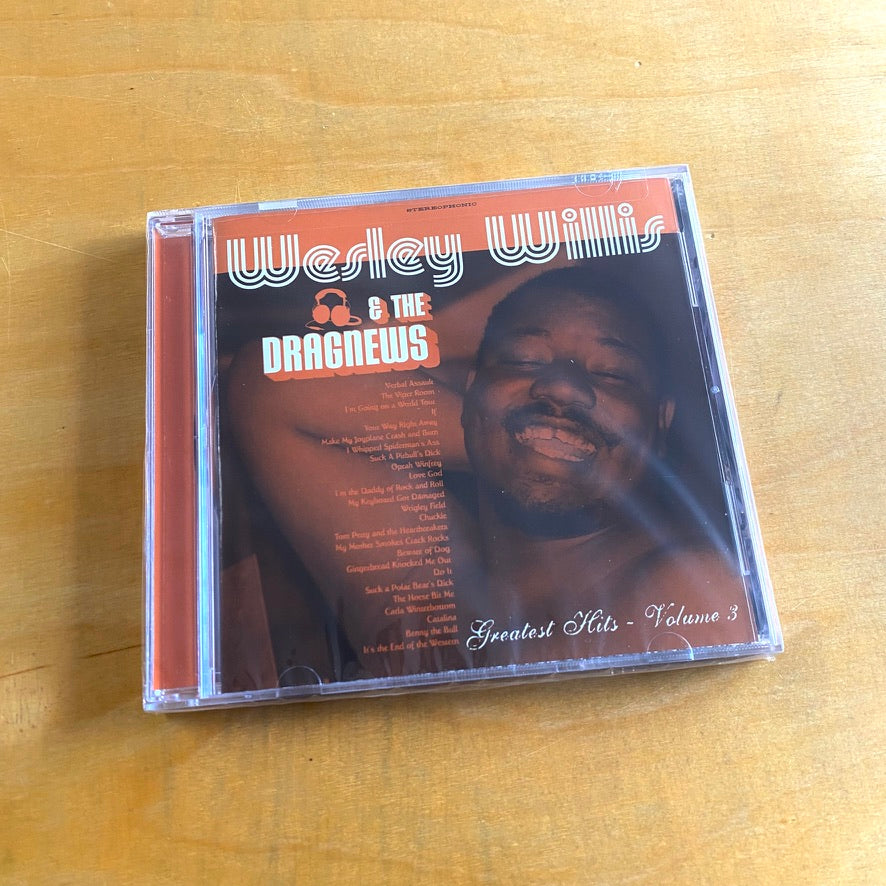 STEREOPHONIC
Wesley Willis
& THE
DRAGNEWS
Verbal Assault
The Vizer Room
I'm Going on a World Tour
If
Your Way Right Away
Make My Joyplane Crash and Burn
I Whipped Spiderman's Ass
Suck A Pitbull's Dick
Oprah Winfrey
Love God
I'm the Daddy of Rock and Roll
My Keyboard Got Damaged
Wrigley Field
Chuckle
Tom Petty and the Heartbreakers
My Mother Smokes Crack Rocks
Beware of Dog
Gingerbread Knocked Me Out
Do It
Suck a Polar Bear's Dick
The Horse Bit Me
Carla Winterbottom
Catalina
Benny the Bull
It's the End of the Western
Greatest Hits - Volume 3